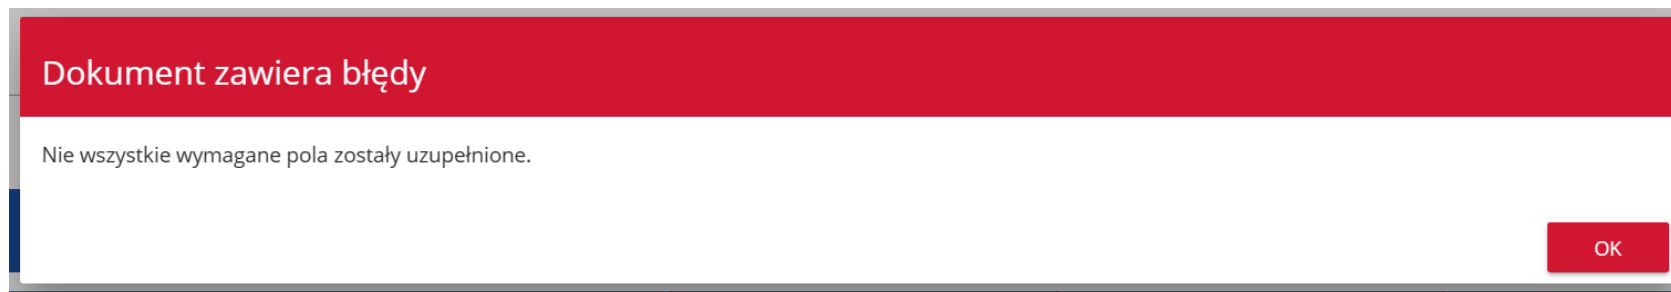 Dokument zawiera błędy
Nie wszystkie wymagane pola zostały uzupełnione.
OK